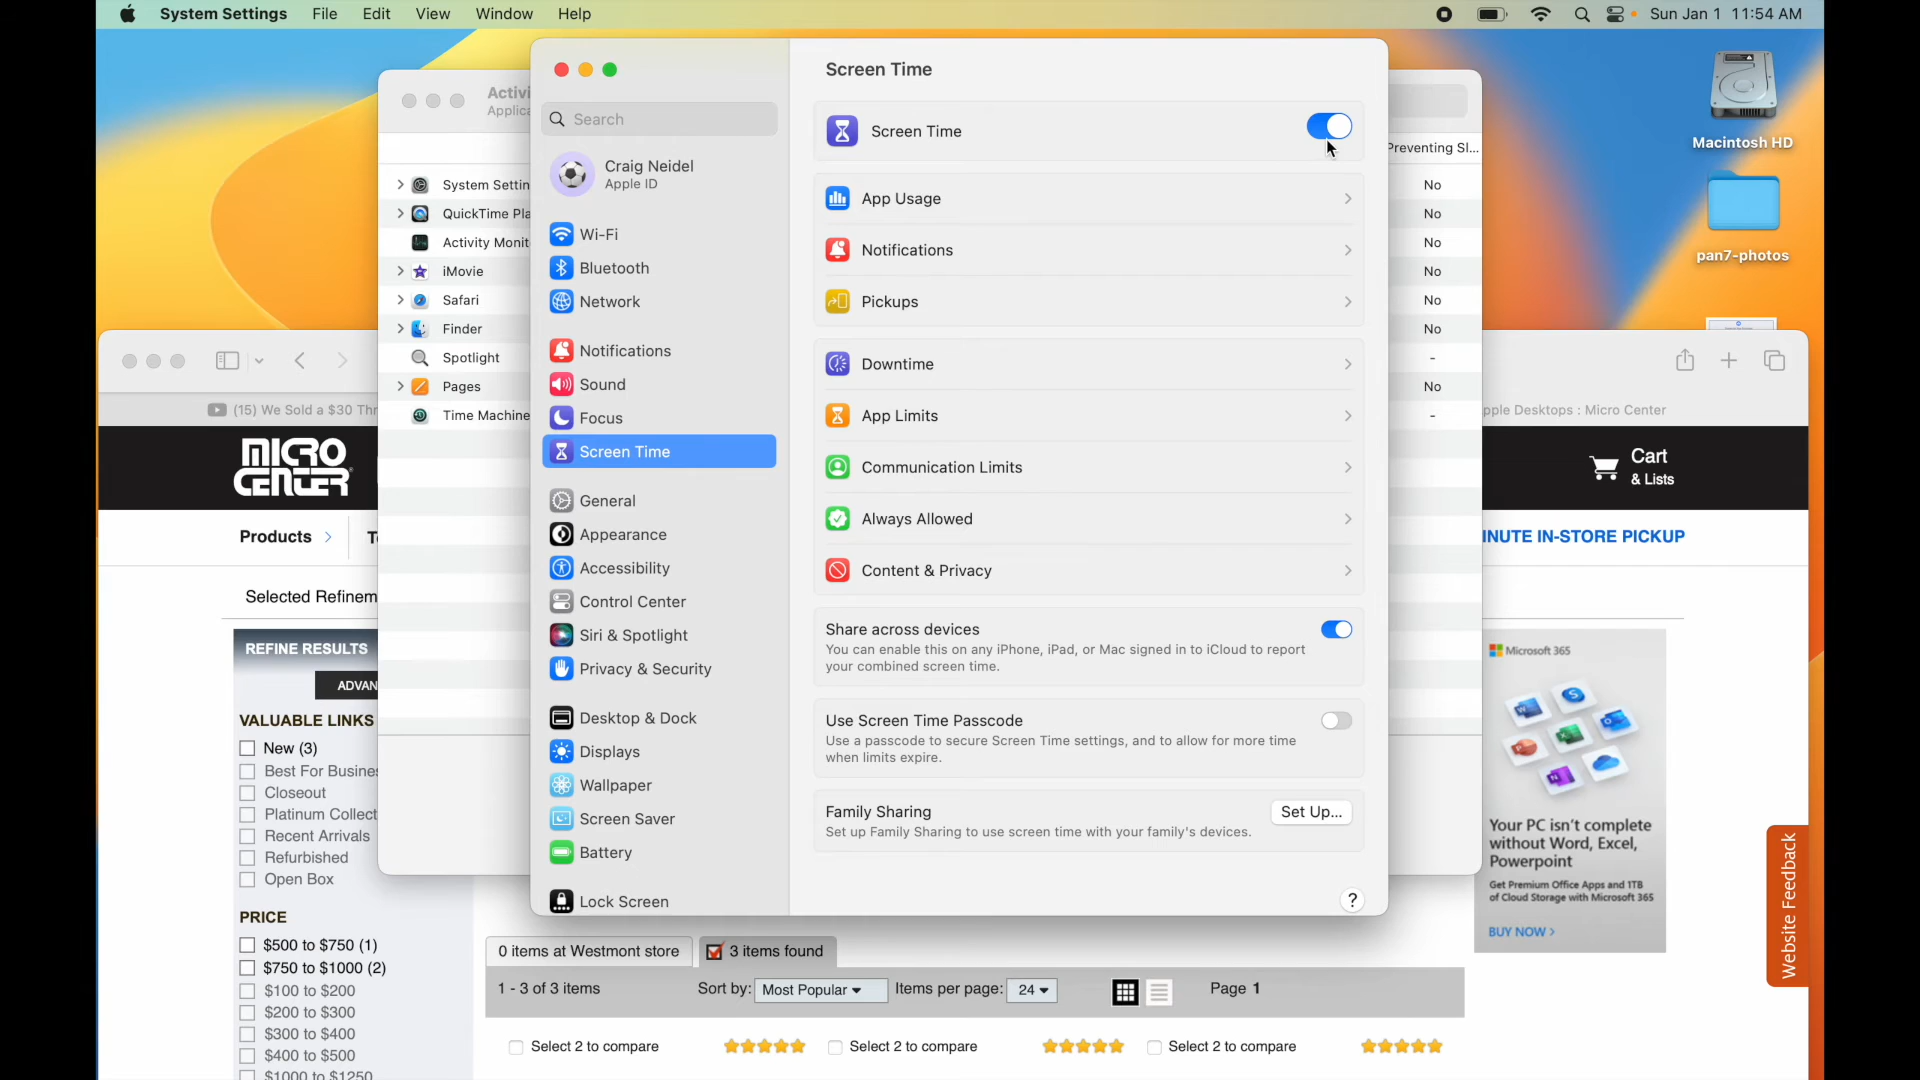 System Settings File Edit View Window Help Sun Jan 1 11:54 AM
Macintosh HD
pan7-photos
Activi
Applica
Preventing Sl...
System Settin No
QuickTime Pla No
Activity Monit No
iMovie No
Safari No
Finder No
Spotlight -
Pages No
Time Machine -
Search
Craig Neidel
Apple ID
Wi-Fi
Bluetooth
Network
Notifications
Sound
Focus
Screen Time
General
Appearance
Accessibility
Control Center
Siri & Spotlight
Privacy & Security
Desktop & Dock
Displays
Wallpaper
Screen Saver
Battery
Lock Screen
Screen Time
Screen Time
App Usage
Notifications
Pickups
Downtime
App Limits
Communication Limits
Always Allowed
Content & Privacy
Share across devices
You can enable this on any iPhone, iPad, or Mac signed in to iCloud to report
your combined screen time.
Use Screen Time Passcode
Use a passcode to secure Screen Time settings, and to allow for more time
when limits expire.
Family Sharing
Set up Family Sharing to use screen time with your family's devices.
Set Up...
?
(15) We Sold a $30 Thr
pple Desktops : Micro Center
MICRO
CENTER
Cart
& Lists
Products
T
INUTE IN-STORE PICKUP
Selected Refinem
REFINE RESULTS
ADVAN
VALUABLE LINKS
New (3)
Best For Busine
Closeout
Platinum Collect
Recent Arrivals
Refurbished
Open Box
PRICE
$500 to $750 (1)
$750 to $1000 (2)
$100 to $200
$200 to $300
$300 to $400
$400 to $500
$1000 to $1250
Microsoft 365
Your PC isn't complete
without Word, Excel,
Powerpoint
Get Premium Office Apps and 1TB
of Cloud Storage with Microsoft 365
BUY NOW >
Website Feedback
0 items at Westmont store 3 items found
1 - 3 of 3 items Sort by: Most Popular Items per page: 24 Page 1
Select 2 to compare Select 2 to compare Select 2 to compare